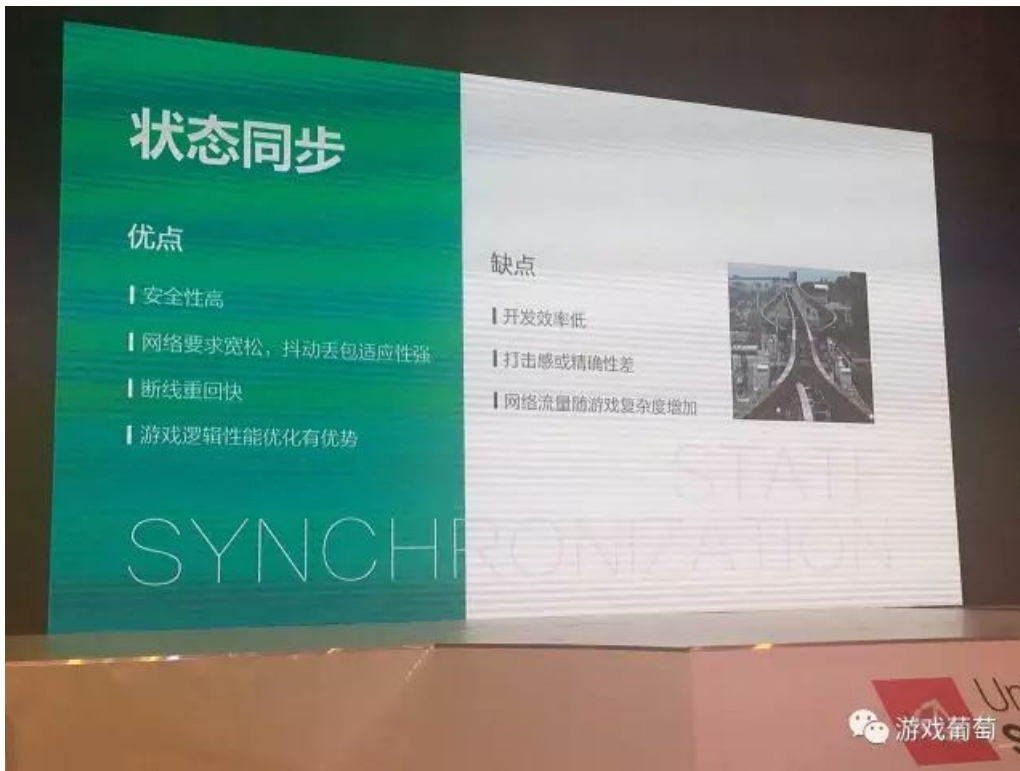 状态同步
优点
安全性高
网络要求宽松，抖动丢包适应性强
断线重回快
游戏逻辑性能优化有优势
缺点
开发效率低
打击感或精确性差
网络流量随游戏复杂度增加
STATE
SYNCHRONIZATION
游戏葡萄